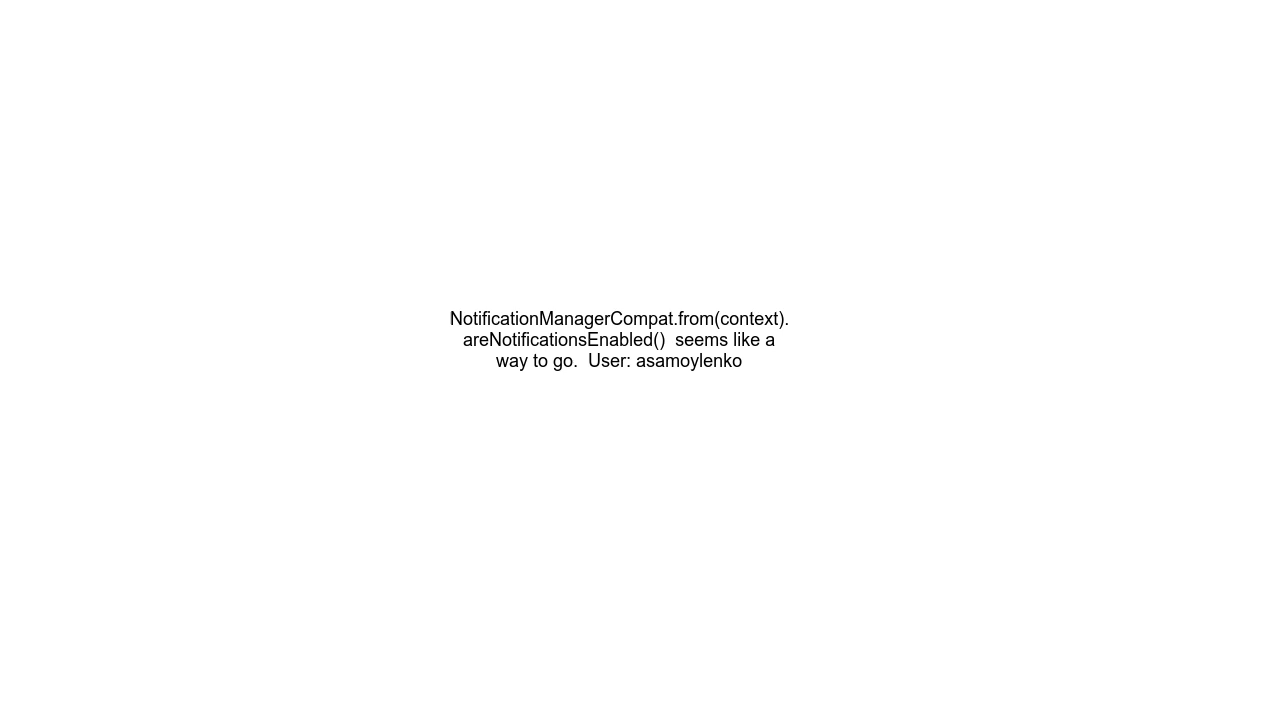 NotificationManagerCompat.from(context).
areNotificationsEnabled()  seems like a
way to go.  User: asamoylenko